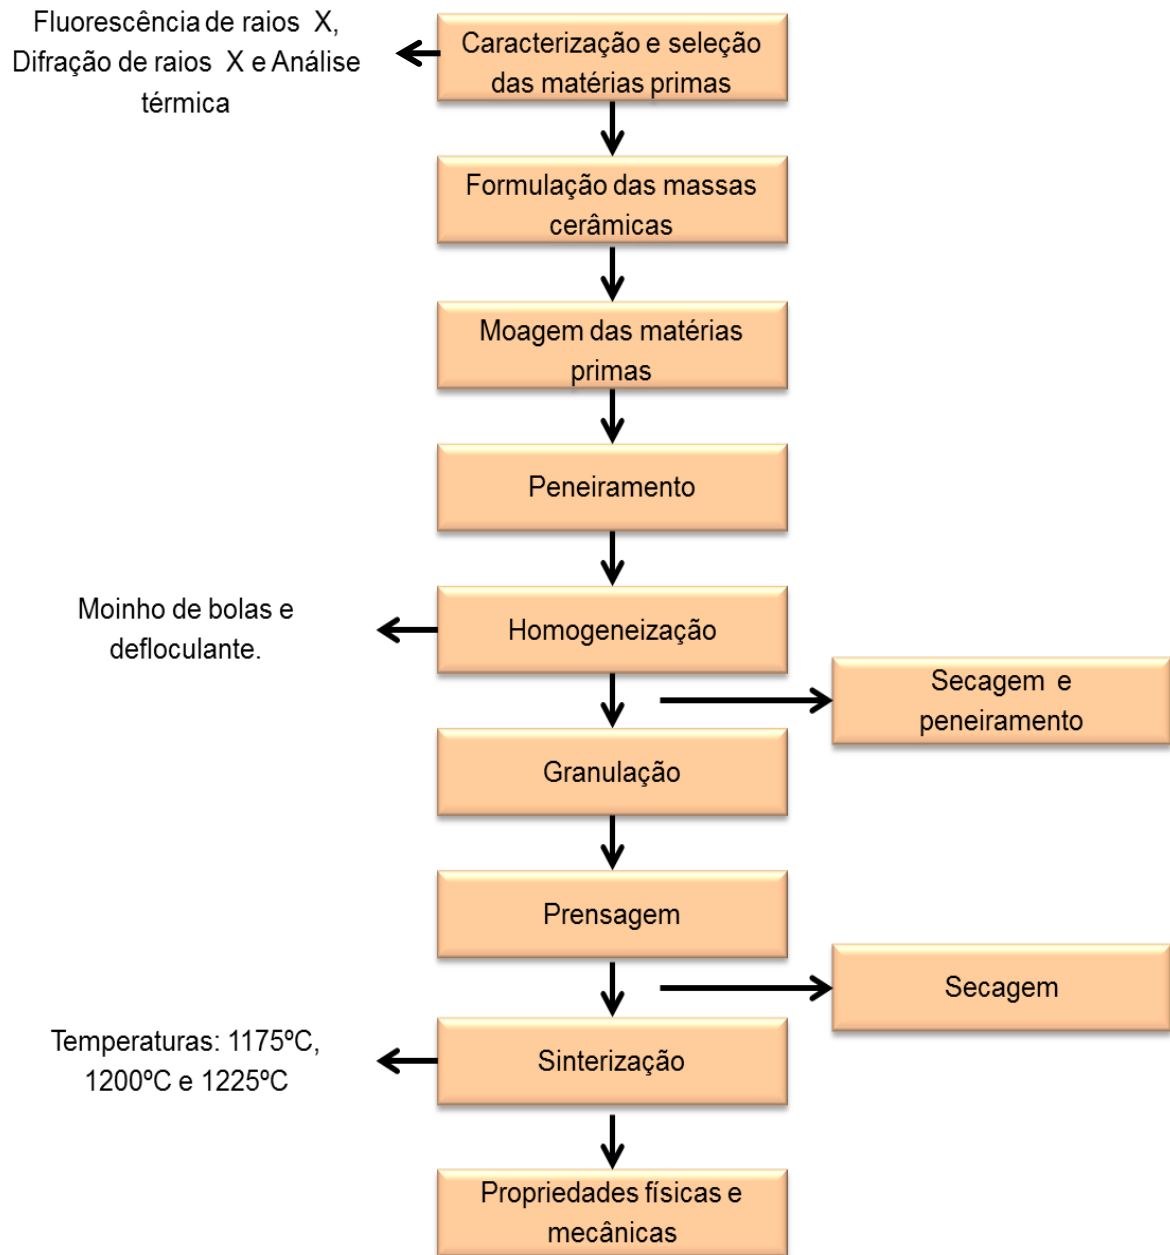 Fluorescência de raios X,
Difração de raios X e Análise
térmica
Caracterização e seleção
das matérias primas
Formulação das massas
cerâmicas
Moagem das matérias
primas
Peneiramento
Moinho de bolas e
defloculante.
Homogeneização
Secagem e
peneiramento
Granulação
Prensagem
Secagem
Temperaturas: 1175ºC,
1200ºC e 1225ºC
Sinterização
Propriedades físicas e
mecânicas